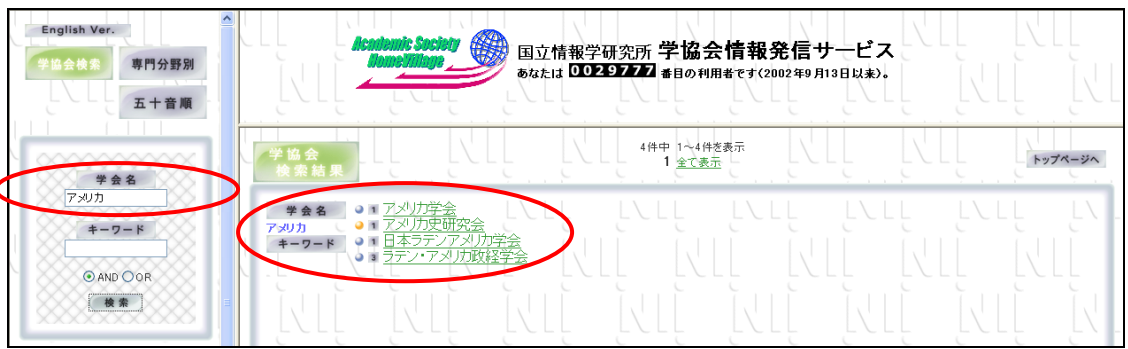 English Ver.
学協会検索
専門分野別
五十音順
学会名
アメリカ
キーワード
AND OR
検索
Academic Society
HomeVillage
国立情報学研究所 学協会情報発信サービス
あなたは 0029777 番目の利用者です(2002年9月13日以来)。
学協会
検索結果
4件中 1～4件を表示
1 全て表示
トップページへ
学会名
アメリカ
キーワード
1 アメリカ学会
1 アメリカ史研究会
1 日本ラテンアメリカ学会
3 ラテン・アメリカ政経学会